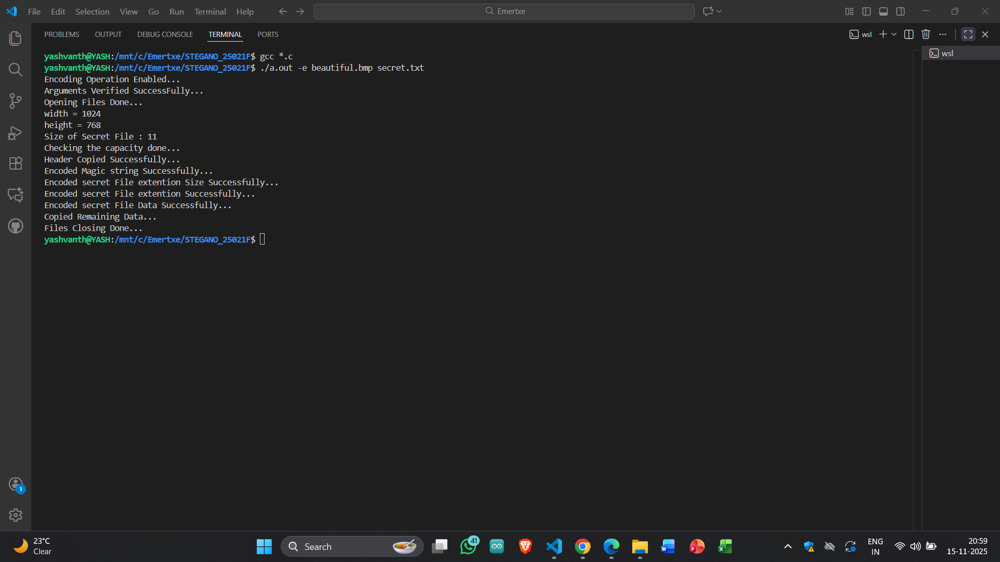 File Edit Selection View Go Run Terminal Help Emertxe
PROBLEMS OUTPUT DEBUG CONSOLE TERMINAL PORTS wsl
wsl
yashvanth@YASH:/mnt/c/Emertxe/STEGANO_25021F$ gcc *.c
yashvanth@YASH:/mnt/c/Emertxe/STEGANO_25021F$ ./a.out -e beautiful.bmp secret.txt
Encoding Operation Enabled...
Arguments Verified SuccessFully...
Opening Files Done...
width = 1024
height = 768
Size of Secret File : 11
Checking the capacity done...
Header Copied Successfully...
Encoded Magic string Successfully...
Encoded secret File extention Size Successfully...
Encoded secret File extention Successfully...
Encoded secret File Data Successfully...
Copied Remaining Data...
Files Closing Done...
yashvanth@YASH:/mnt/c/Emertxe/STEGANO_25021F$
1
23°C
Clear
Search
41
W
P
X
ENG
IN
20:59
15-11-2025